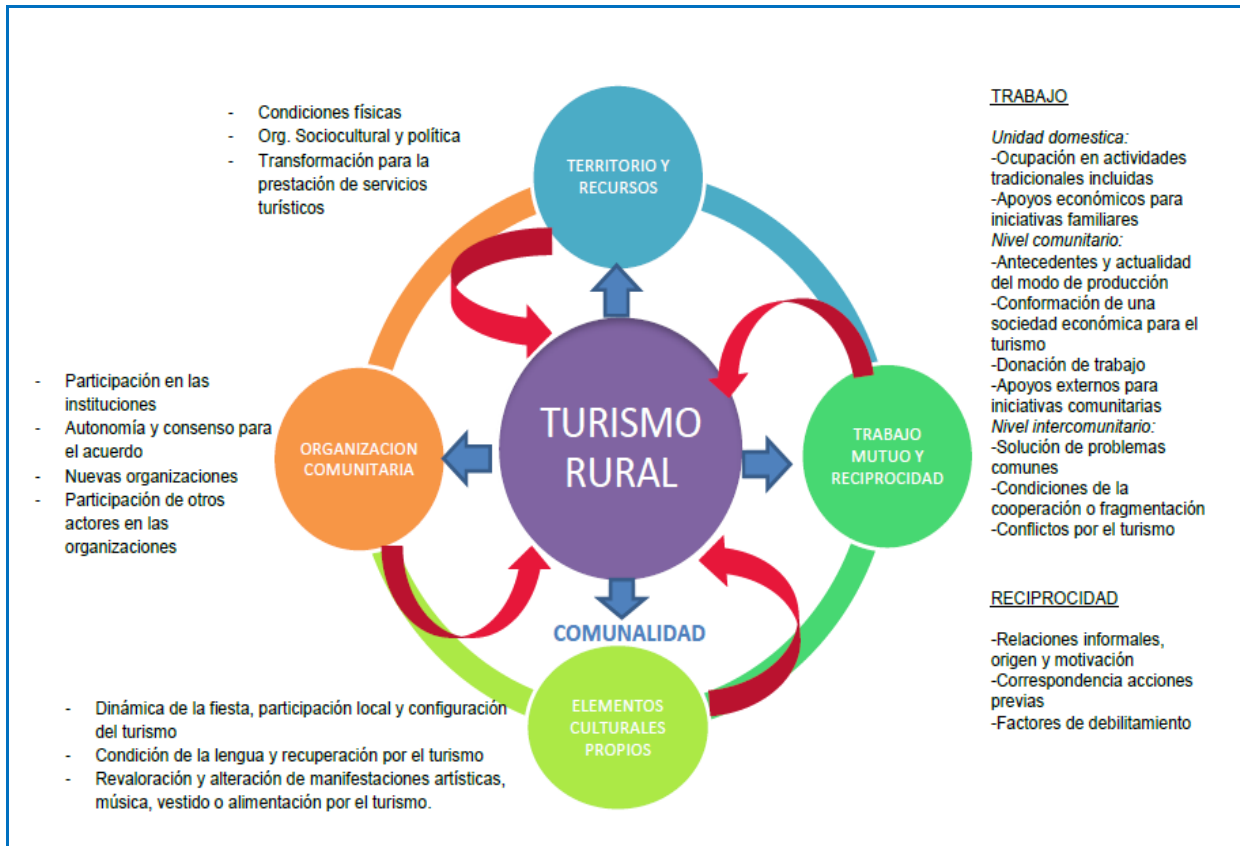 - Condiciones físicas
- Org. Sociocultural y política
- Transformación para la
prestación de servicios
turísticos
TERRITORIO Y
RECURSOS
- Participación en las
instituciones
- Autonomía y consenso para
el acuerdo
- Nuevas organizaciones
- Participación de otros
actores en las
organizaciones
ORGANIZACION
COMUNITARIA
TURISMO
RURAL
TRABAJO
MUTUO Y
RECIPROCIDAD
COMUNALIDAD
ELEMENTOS
CULTURALES
PROPIOS
- Dinámica de la fiesta, participación local y configuración
del turismo
- Condición de la lengua y recuperación por el turismo
- Revaloración y alteración de manifestaciones artísticas,
música, vestido o alimentación por el turismo.
TRABAJO
Unidad domestica:
-Ocupación en actividades
tradicionales incluidas
-Apoyos económicos para
iniciativas familiares
Nivel comunitario:
-Antecedentes y actualidad
del modo de producción
-Conformación de una
sociedad económica para el
turismo
-Donación de trabajo
-Apoyos externos para
iniciativas comunitarias
Nivel intercomunitario:
-Solución de problemas
comunes
-Condiciones de la
cooperación o fragmentación
-Conflictos por el turismo
RECIPROCIDAD
-Relaciones informales,
origen y motivación
-Correspondencia acciones
previas
-Factores de debilitamiento